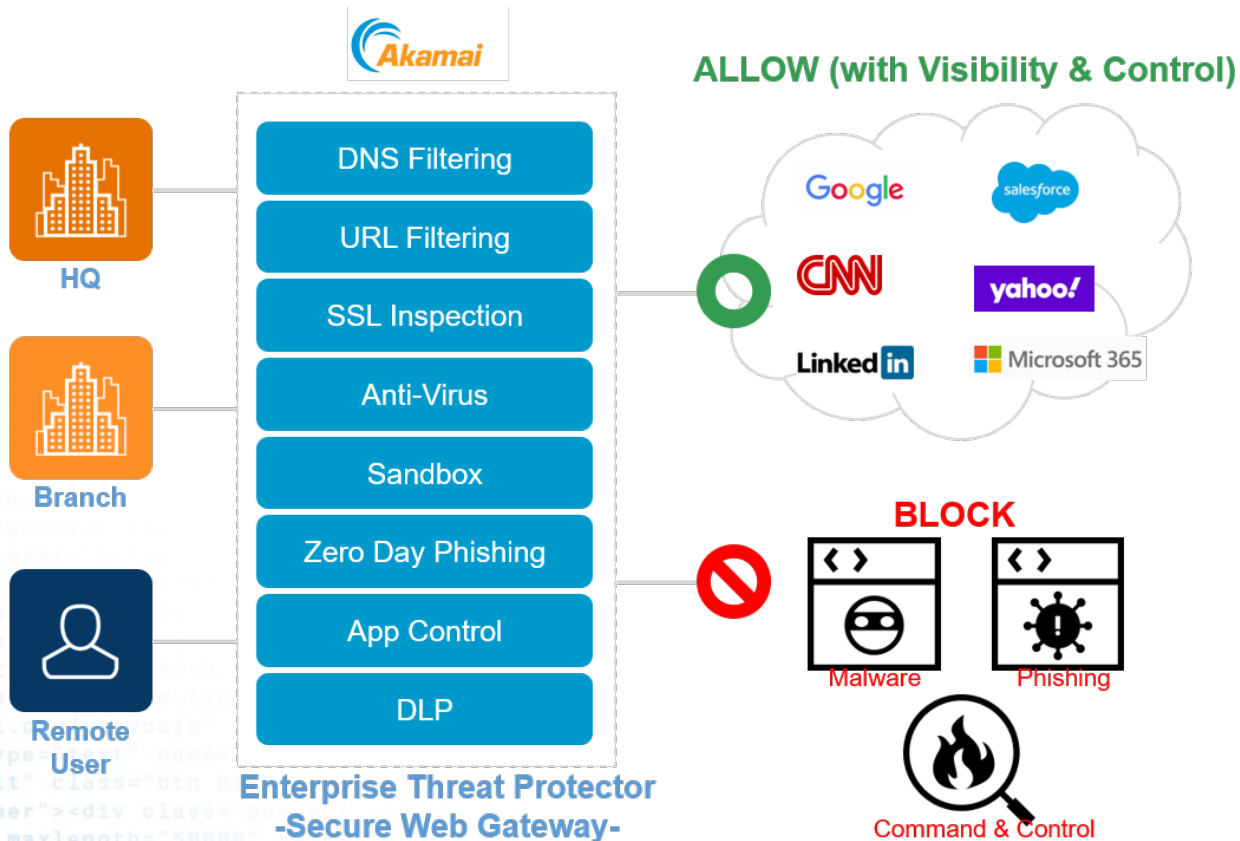 Akamai
ALLOW (with Visibility & Control)
HQ
Branch
Remote
User
DNS Filtering
URL Filtering
SSL Inspection
Anti-Virus
Sandbox
Zero Day Phishing
App Control
DLP
Enterprise Threat Protector
-Secure Web Gateway-
Google
salesforce
CNN
yahoo!
Linked in
Microsoft 365
BLOCK
Malware
Phishing
Command & Control